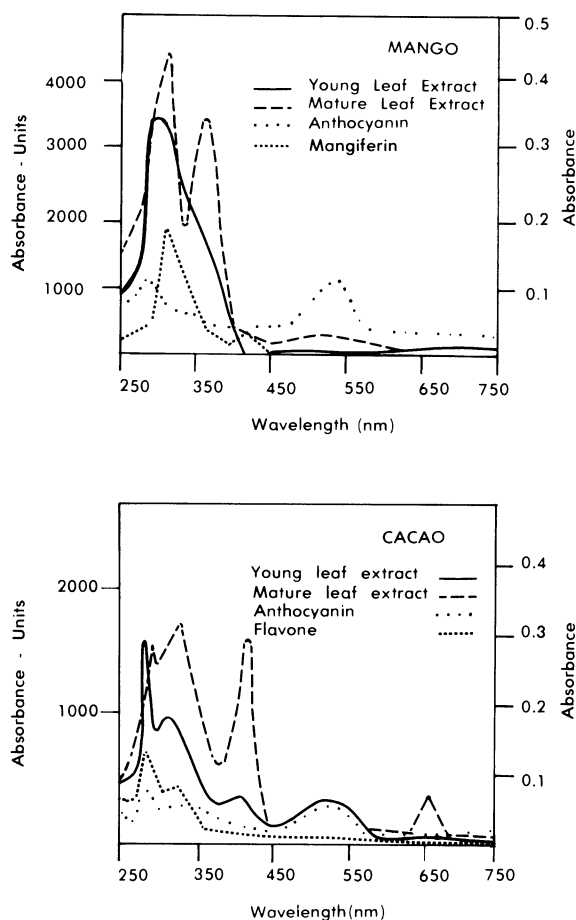 MANGO
Young Leaf Extract
Mature Leaf Extract
Anthocyanin
Mangiferin
Absorbance - Units
4000
3000
2000
1000
0.5
0.4
0.3
0.2
0.1
Absorbance
250 350 450 550 650 750
Wavelength (nm)
CACAO
Young leaf extract
Mature leaf extract
Anthocyanin
Flavone
Absorbance - Units
2000
1000
0.4
0.3
0.2
0.1
Absorbance
250 350 450 550 650 750
Wavelength(nm)